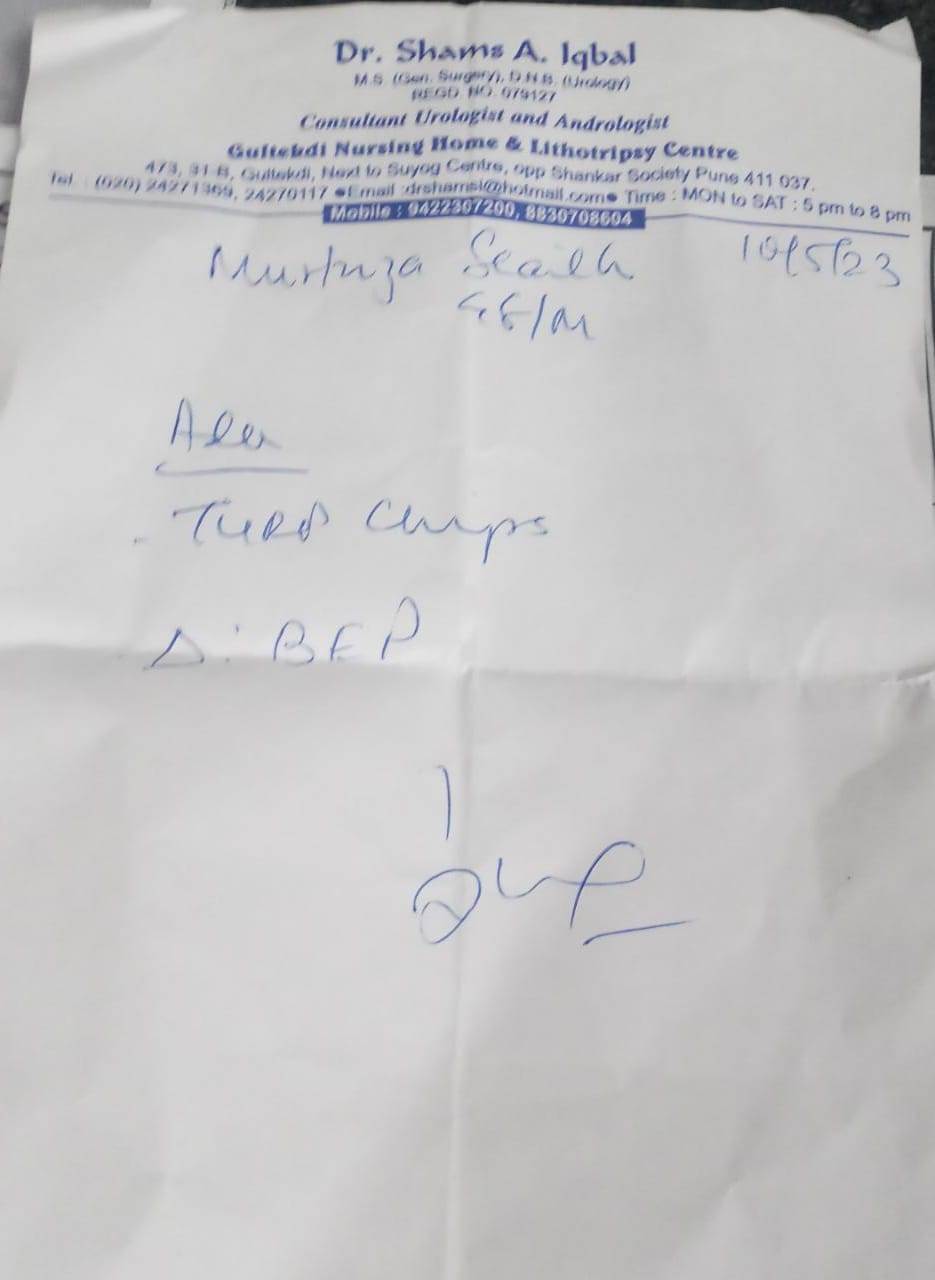 Dr. Shams A. Iqbal
M.S. (Gen. Surgery), D.N.B. (Urology)
REGD. NO. 079127
Consultant Urologist and Andrologist
Gultekdi Nursing Home & Lithotripsy Centre
473, 31-B, Gultekdi, Next to Suyog Centre, opp Shankar Society Pune 411 037.
Tel : (020) 24271369, 24270117 ●Email :drshamsi@hotmail.com● Time : MON to SAT : 5 pm to 8 pm
Mobile : 9422307200, 8830708604
Murtuza 10/5/23
/M
TURP Chips
Δ: BEP